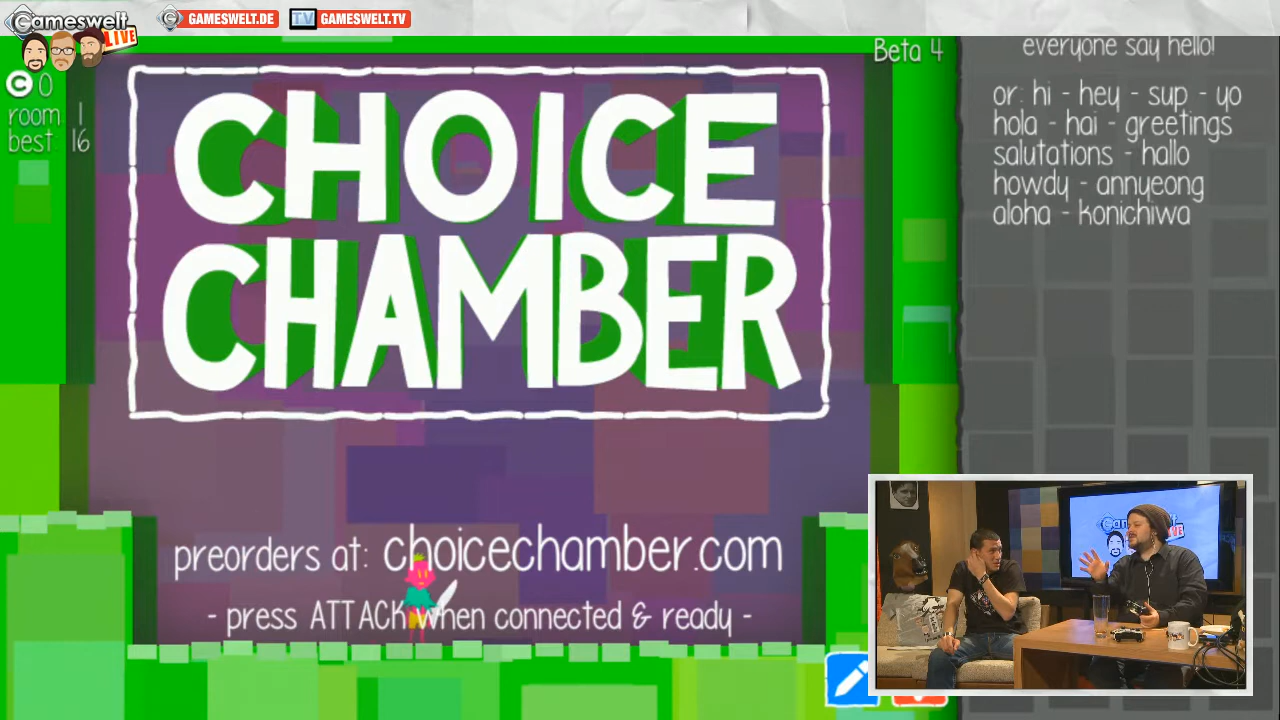 Gameswelt
LIVE
GAMESWELT.DE
TV GAMESWELT.TV
Beta 4
0
room 1
best 16
CHOICE
CHAMBER
preorders at: choicechamber.com
- press ATTACK when connected & ready -
everyone say hello!
or: hi - hey - sup - yo
hola - hai - greetings
salutations - hallo
howdy - annyeong
aloha - konichiwa